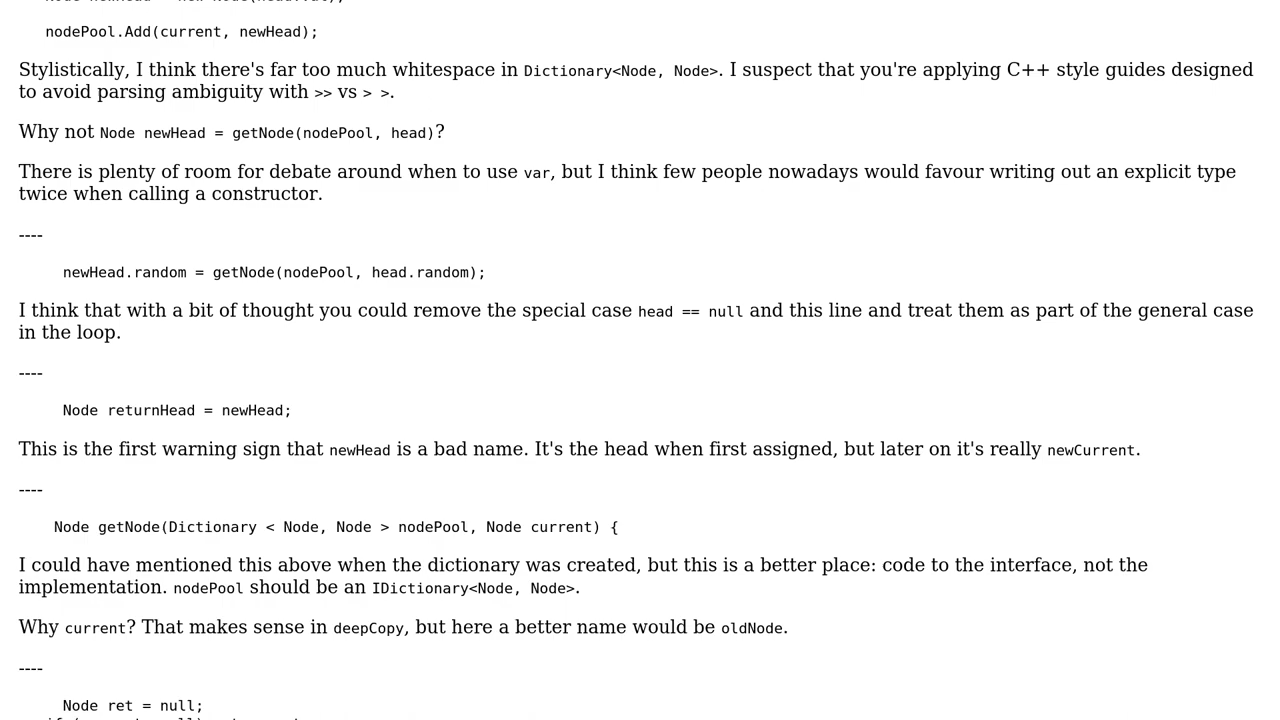 nodePool.Add(current, newHead);
Stylistically, I think there's far too much whitespace in Dictionary<Node, Node>. I suspect that you're applying C++ style guides designed
to avoid parsing ambiguity with >> vs > >.
Why not Node newHead = getNode(nodePool, head)?
There is plenty of room for debate around when to use var, but I think few people nowadays would favour writing out an explicit type
twice when calling a constructor.
----
newHead.random = getNode(nodePool, head.random);
I think that with a bit of thought you could remove the special case head == null and this line and treat them as part of the general case
in the loop.
----
Node returnHead = newHead;
This is the first warning sign that newHead is a bad name. It's the head when first assigned, but later on it's really newCurrent.
----
Node getNode(Dictionary < Node, Node > nodePool, Node current) {
I could have mentioned this above when the dictionary was created, but this is a better place: code to the interface, not the
implementation. nodePool should be an IDictionary<Node, Node>.
Why current? That makes sense in deepCopy, but here a better name would be oldNode.
----
Node ret = null;